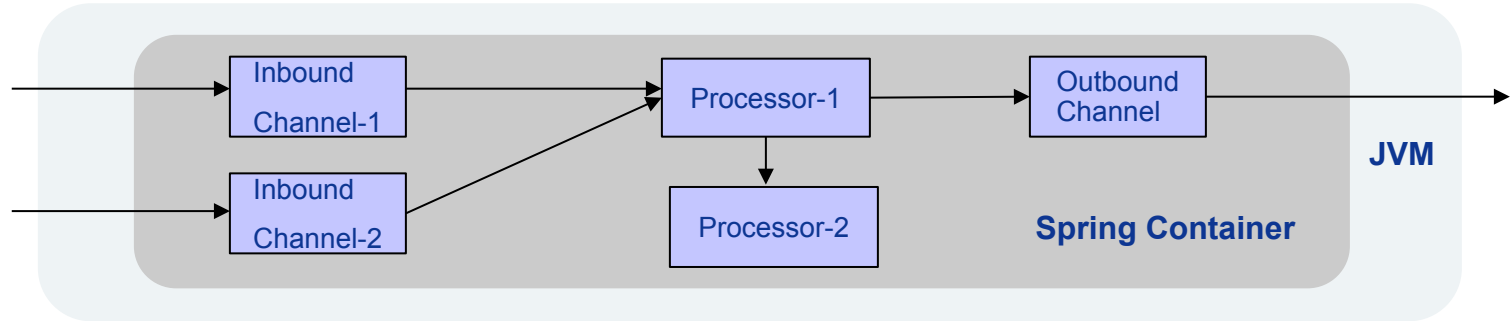 Inbound
Channel-1
Processor-1
Outbound
Channel
JVM
Inbound
Channel-2
Processor-2
Spring Container